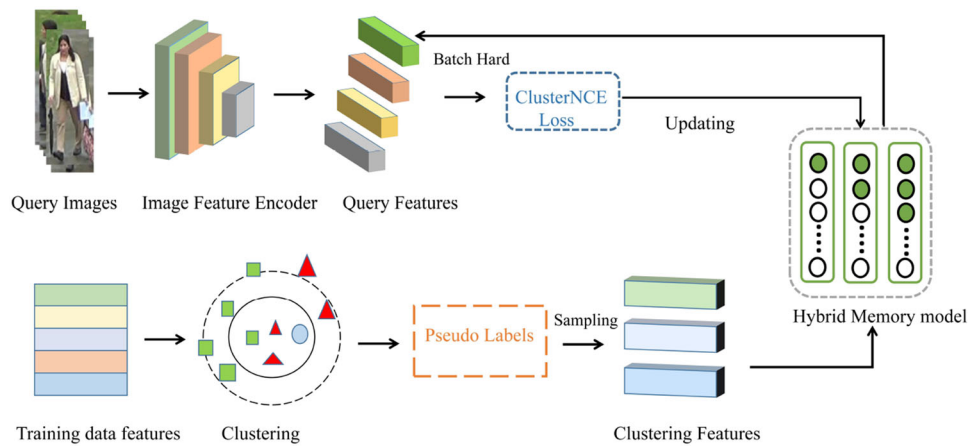 Batch Hard
ClusterNCE
Loss
Updating
Query Images
Image Feature Encoder
Query Features
Hybrid Memory model
Pseudo Labels
Sampling
Training data features
Clustering
Clustering Features